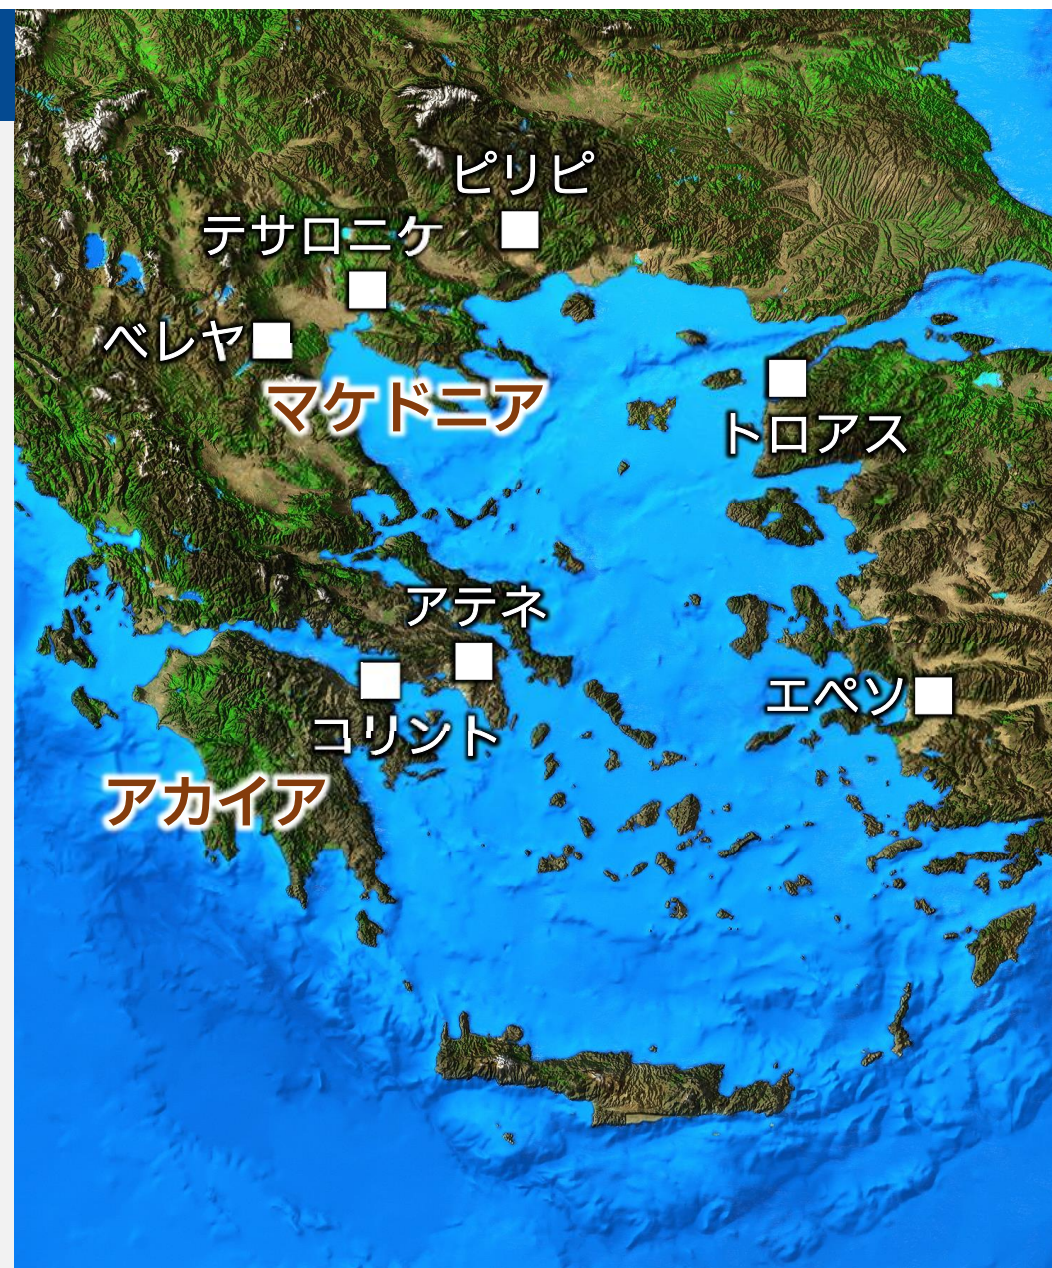 ピリピ
テサロニケ
ベレヤ
マケドニア
トロアス
アテネ
エペソ
コリント
アカイア